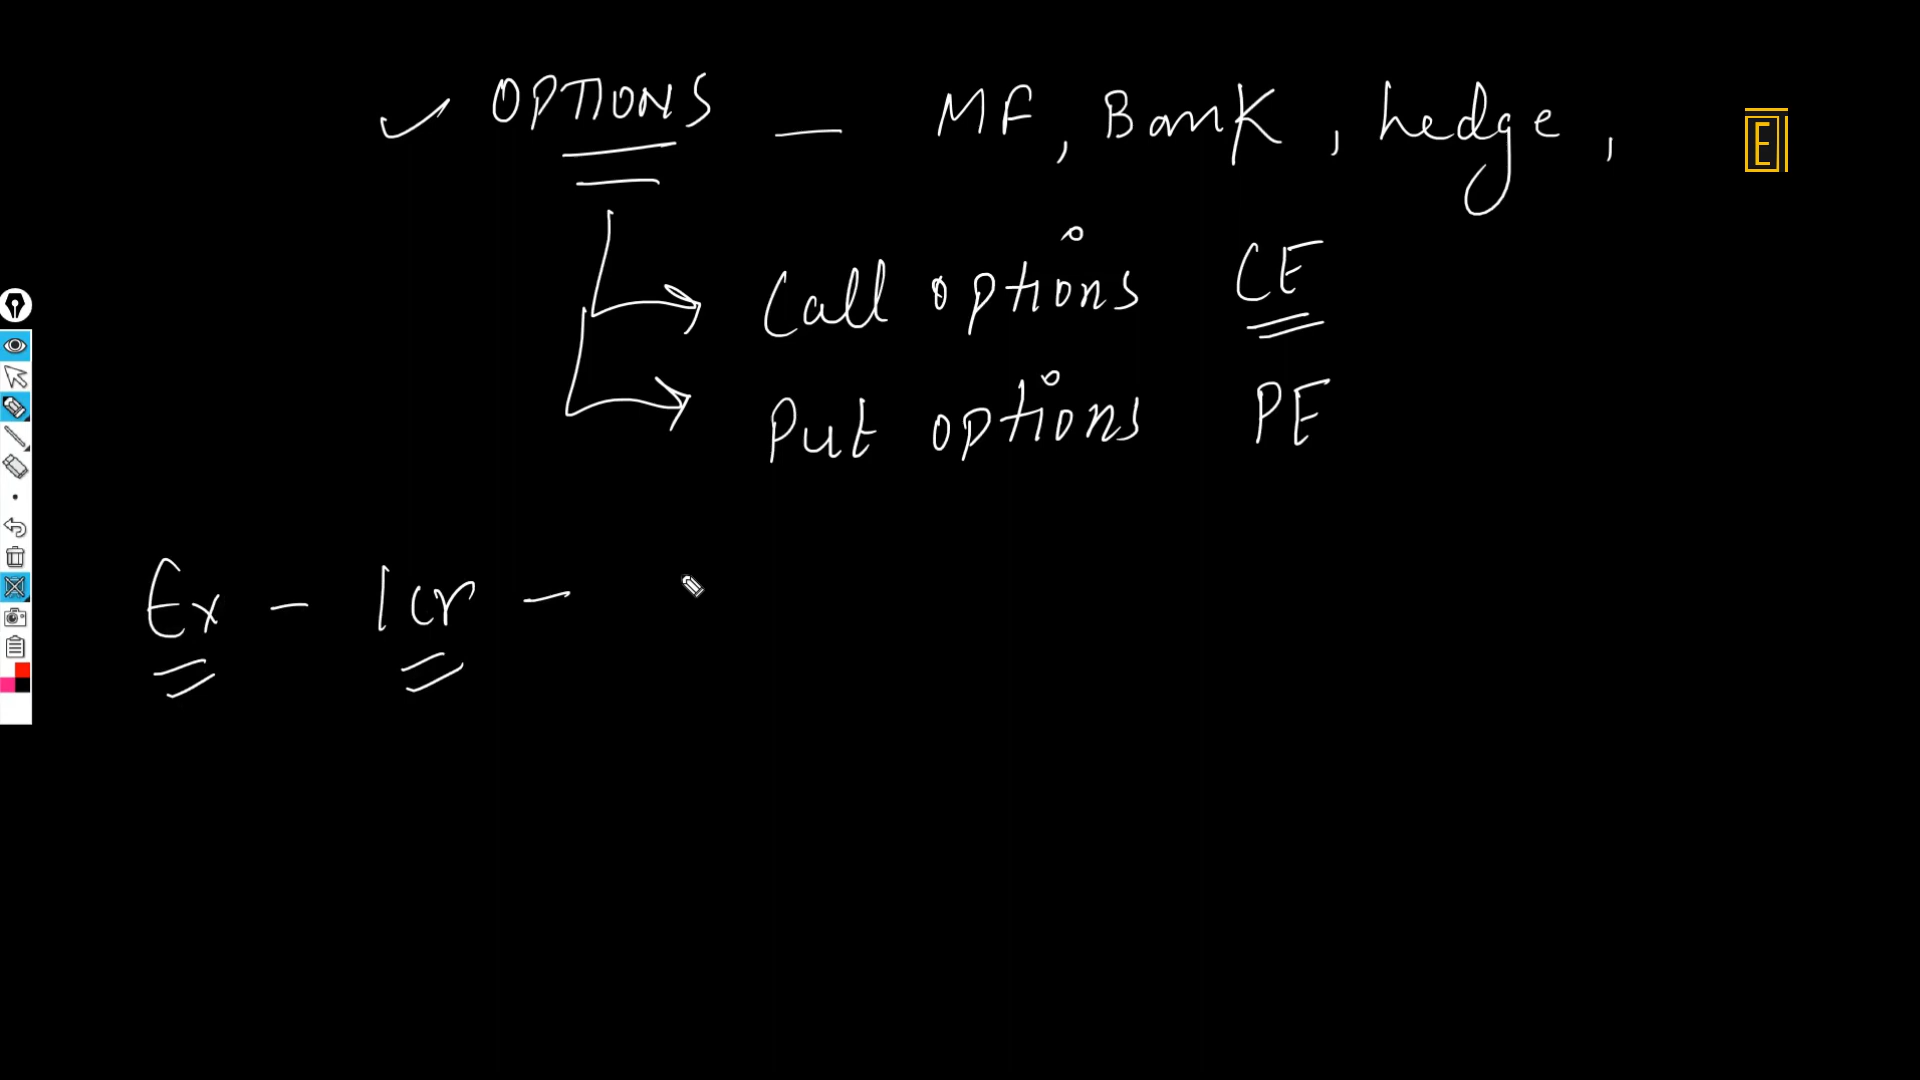 ✓ OPTIONS — MF, Bank, hedge,
Call options CE
Put options PE
Ex - 1cr -
E